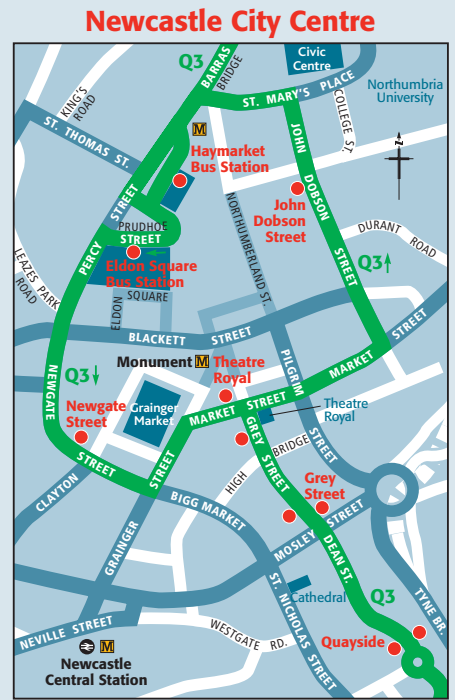 Newcastle City Centre
Q3
BARRAS
BRIDGE
Civic
Centre
ST. MARY'S PLACE
Northumbria
University
KING'S
ROAD
COLLEGE ST.
ST. THOMAS ST.
M
Haymarket
Bus Station
JOHN DOBSON STREET
N
John
Dobson
Street
NORTHUMBERLAND ST.
PERCY STREET
PRUDHOE
STREET
DURANT ROAD
Q3
Eldon Square
Bus Station
LEAZES PARK
ROAD
ELDON
SQUARE
BLACKETT STREET
MARKET STREET
Monument M
Theatre
Royal
PILGRIM STREET
NEWGATE STREET
Q3
Newgate
Street
Grainger
Market
MARKET STREET
Theatre
Royal
GREY STREET
HIGH BRIDGE
Grey
Street
CLAYTON
GRAINGER STREET
BIGG MARKET
MOSLEY STREET
DEAN ST.
Cathedral
Q3
ST. NICHOLAS STREET
TYNE BR.
NEVILLE STREET
WESTGATE RD.
Quayside
M
Newcastle
Central Station